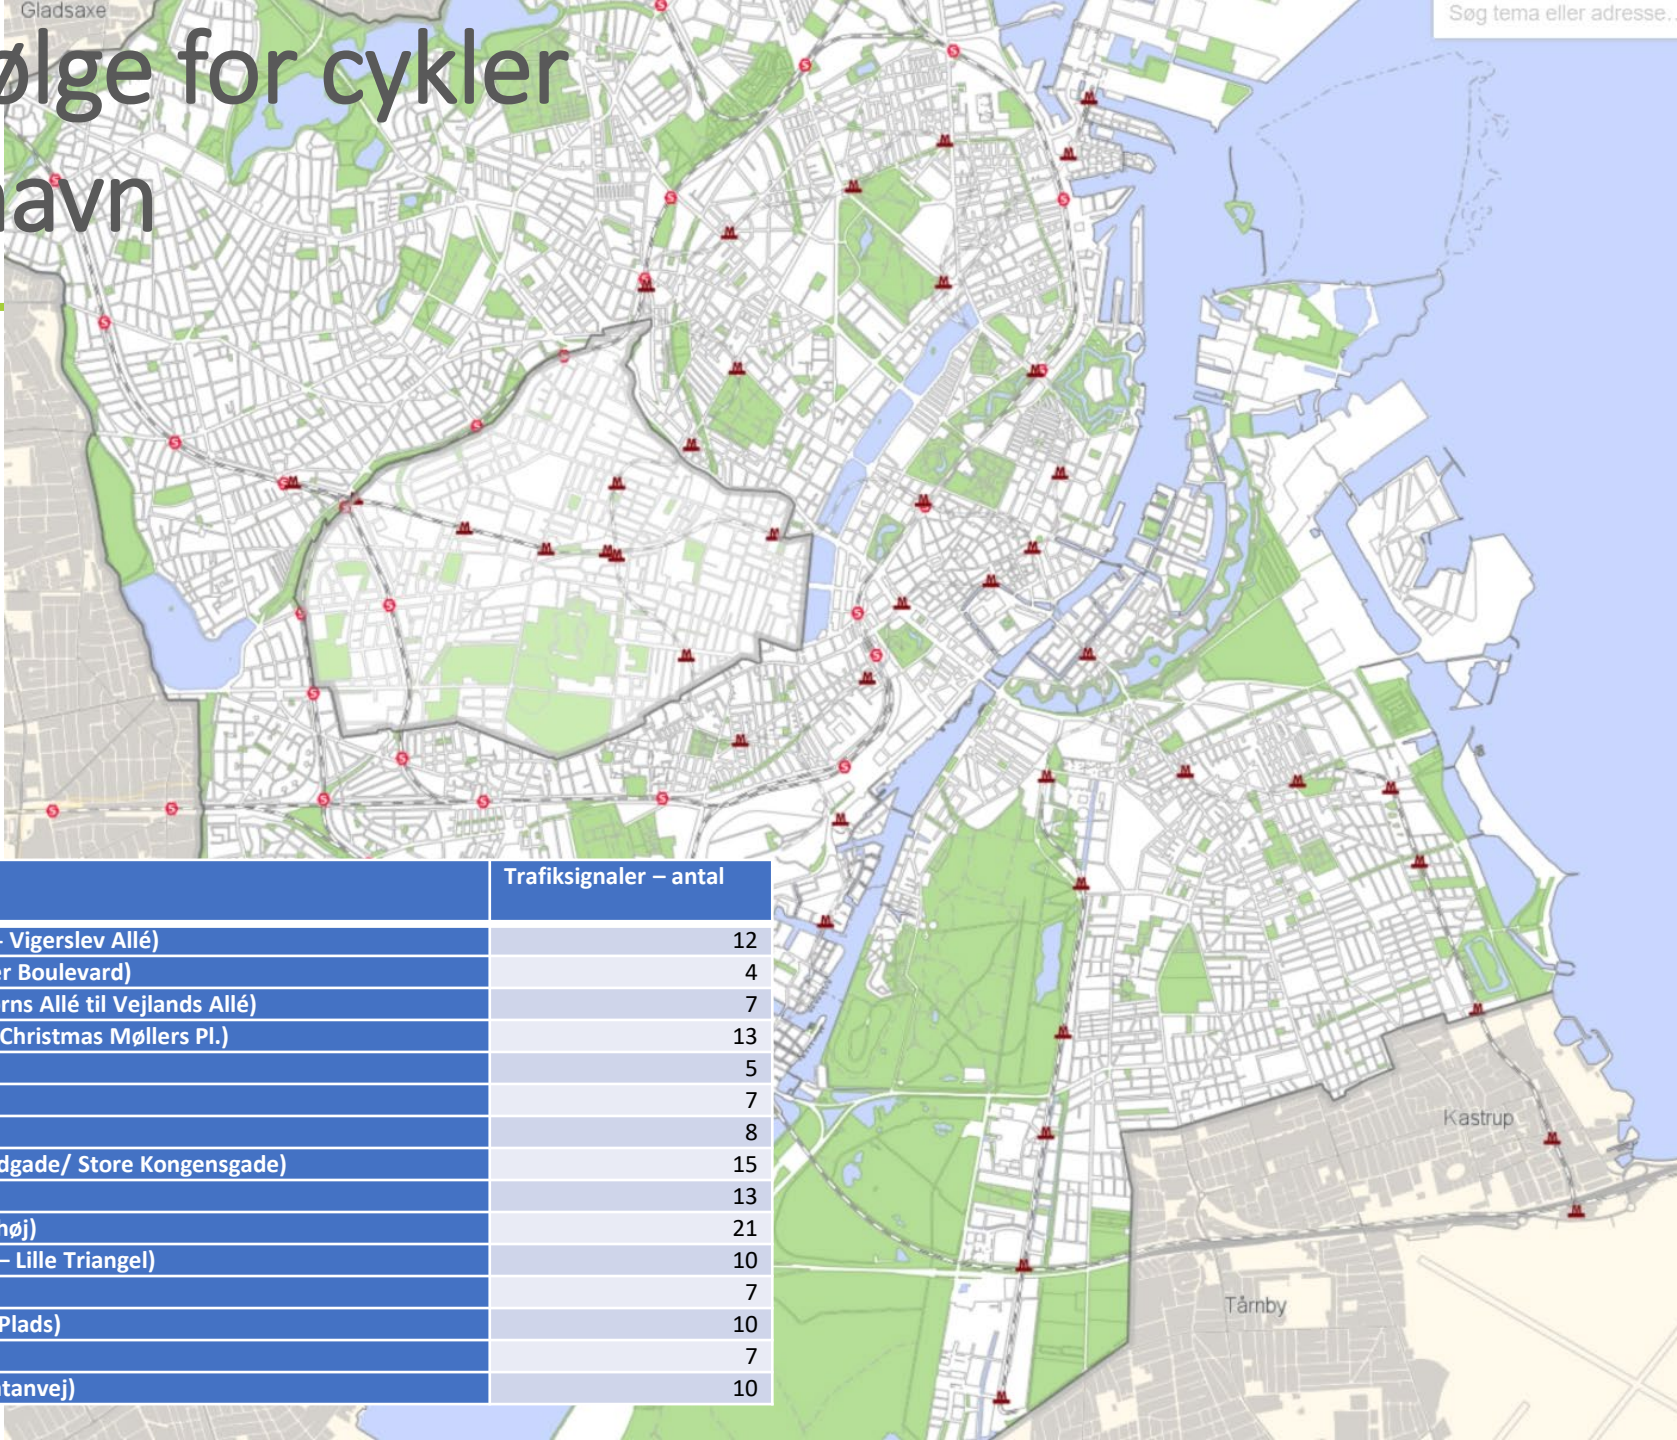 Gladsaxe
Søg tema eller adresse.
ølge for cykler
navn
Trafiksignaler – antal
- Vigerslev Allé) 12
er Boulevard) 4
rns Allé til Vejlands Allé) 7
Christmas Møllers Pl.) 13
5
7
8
dgade/ Store Kongensgade) 15
13
høj) 21
– Lille Triangel) 10
7
Plads) 10
7
tanvej) 10
Kastrup
Tårnby